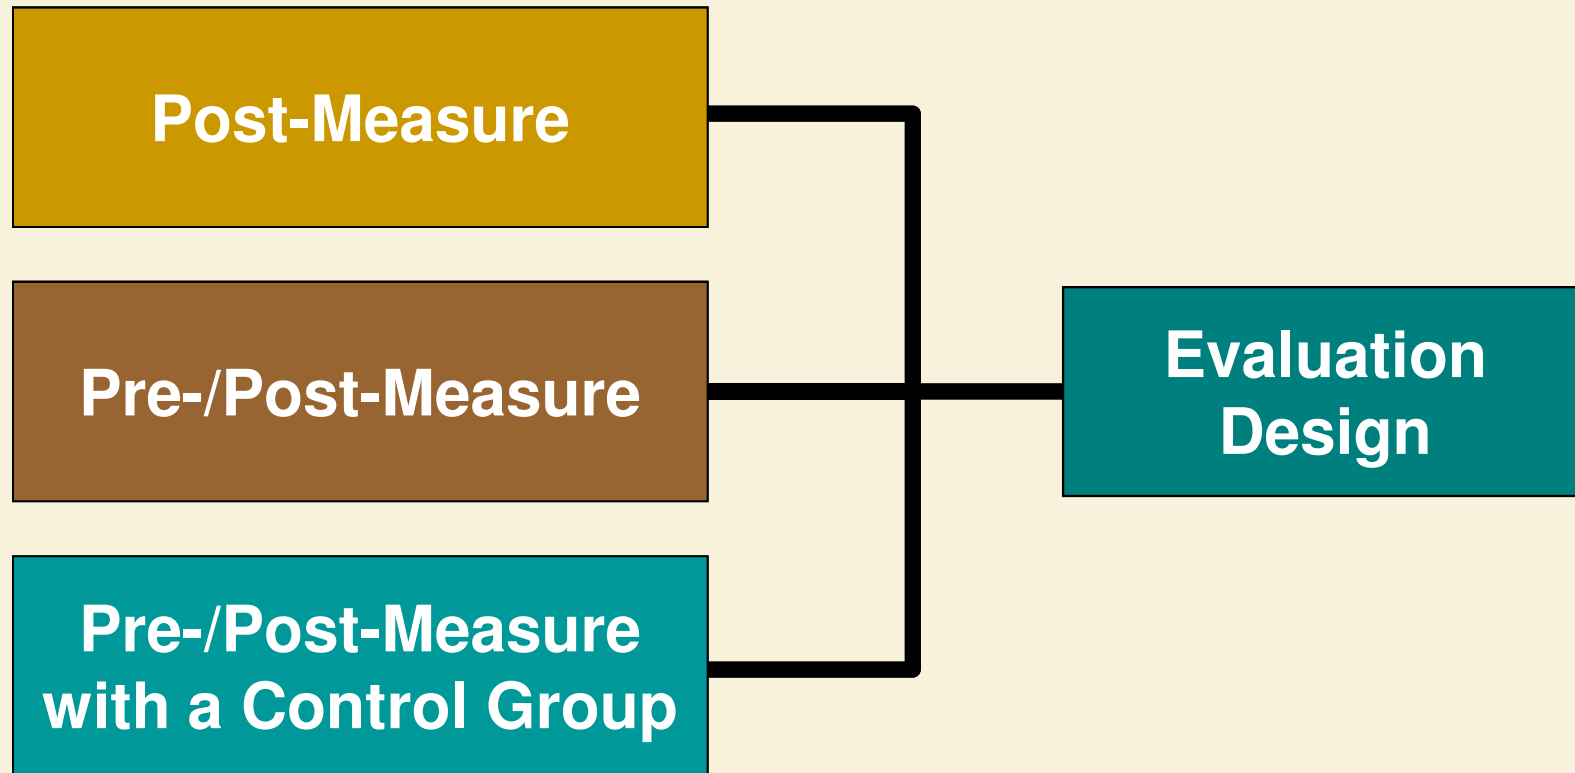 Post-Measure
Pre-/Post-Measure
Pre-/Post-Measure
with a Control Group
Evaluation
Design